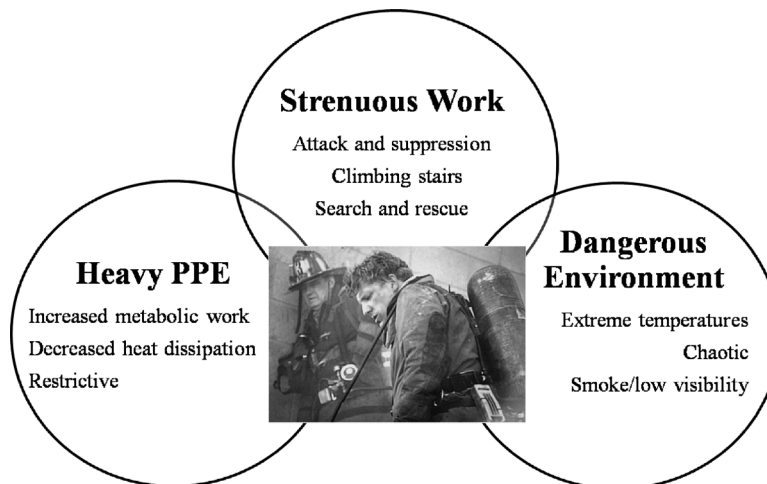 Strenuous Work
Attack and suppression
Climbing stairs
Search and rescue
Heavy PPE
Increased metabolic work
Decreased heat dissipation
Restrictive
Dangerous
Environment
Extreme temperatures
Chaotic
Smoke/low visibility